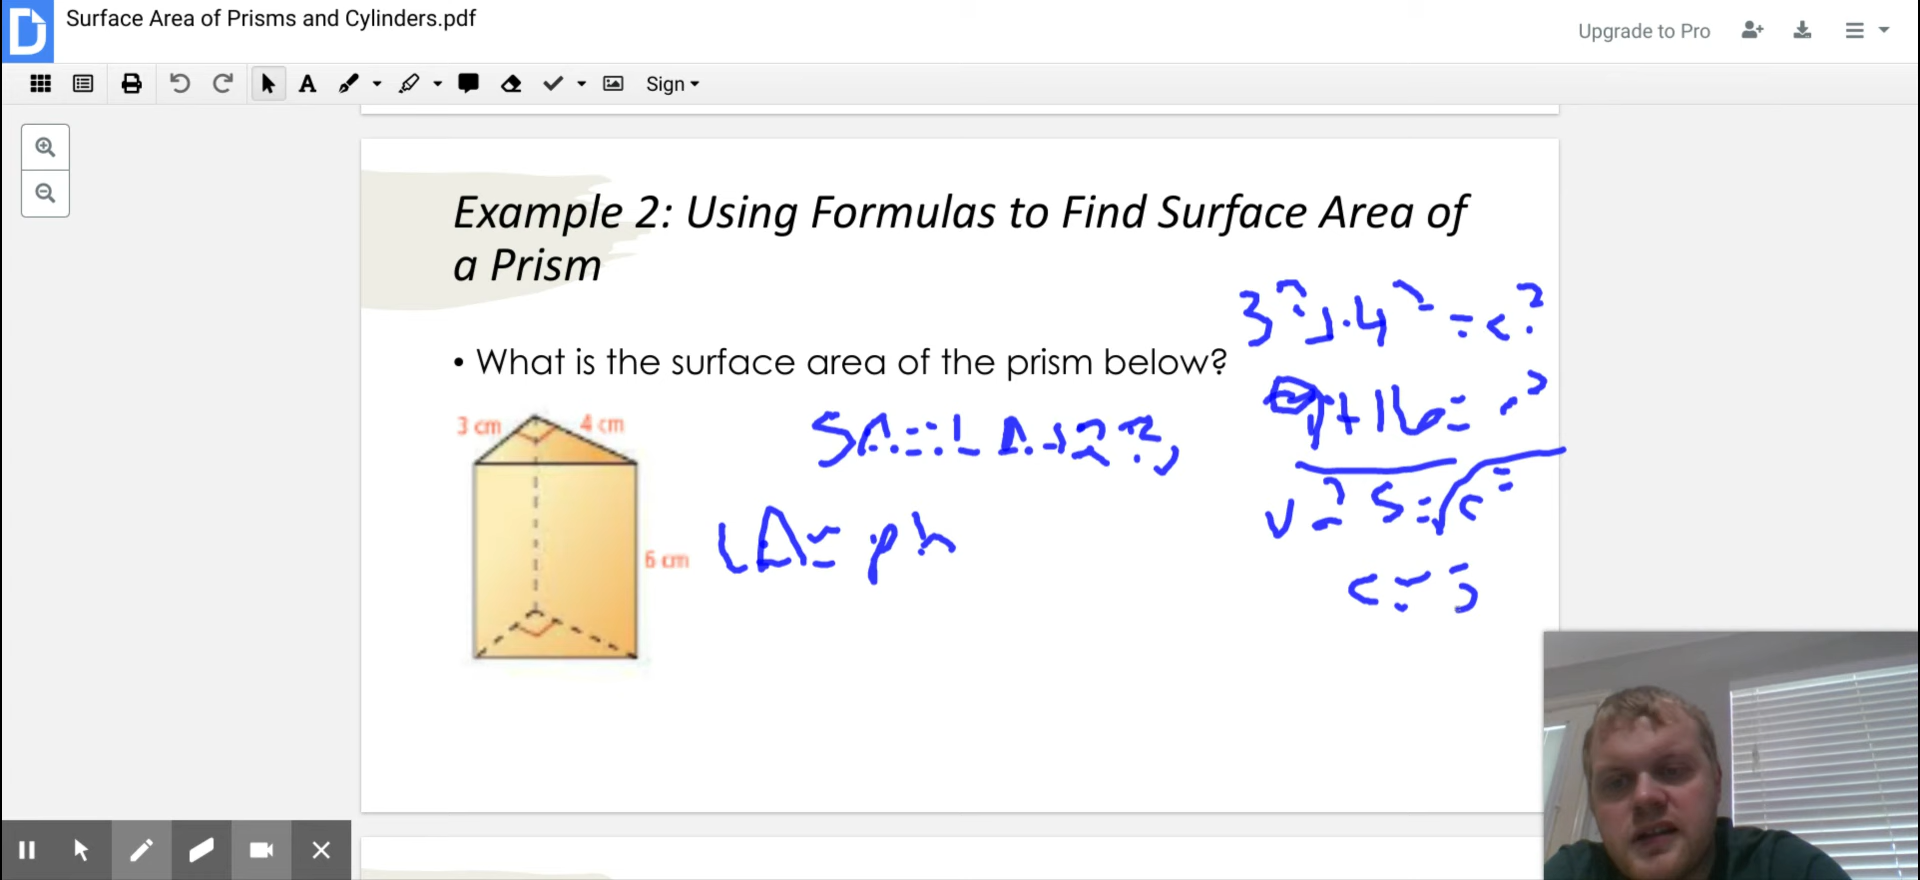 Surface Area of Prisms and Cylinders.pdf
Upgrade to Pro
A
Sign
Example 2: Using Formulas to Find Surface Area of
a Prism
3² + 4² = c²
• What is the surface area of the prism below?
9 + 16 = c²
3 cm
4 cm
SA = LA + 2B
√25 = √c²
LA = ph
6 cm
c = 5